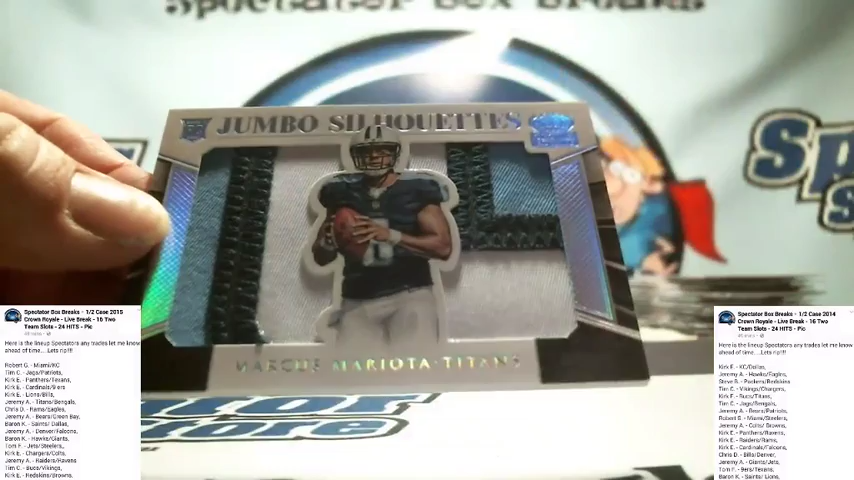 Spectator Box Breaks
JUMBO SILHOUETTES
MARCUS MARIOTA·TITANS
Store
Spectator Box Breaks - 1/2 Case 2015
Crown Royale - Live Break - 16 Two
Team Slots - 24 HITS - Pic
Here is the lineup Spectators any trades let me know
ahead of time....Lets rip!!!
Robert G. - Miami/KC
Tim C. - Jags/Patriots,
Kirk E. - Panthers/Texans,
Kirk E. - Cardinals/9ers
Kirk E. - Lions/Bills,
Jeremy A. - Titans/Bengals,
Chris D. - Rams/Eagles,
Jeremy A. - Bears/Green Bay,
Baron K. - Saints/ Dallas,
Jeremy A. - Denver/Falcons,
Baron K. - Hawks/Giants,
Tom F. - Jets/Steelers,
Kirk E. - Chargers/Colts,
Jeremy A. - Raiders/Ravens
Tim C. - Bucs/Vikings,
Kirk E. - Redskins/Browns,
Spectator Box Breaks - 1/2 Case 2014
Crown Royale - Live Break - 16 Two
Team Slots - 24 HITS - Pic
Here is the lineup Spectators any trades let me know
ahead of time....Lets rip!!!
Kirk E. - KC/Dallas,
Jeremy A. - Hawks/Eagles,
Steve B. - Packers/Redskins
Tim E. - Vikings/Chargers,
Kirk E. - Bucs/Titans,
Tim E. - Jags/Bengals,
Jeremy A. - Bears/Patriots,
Robert G. - Miami/Steelers,
Jeremy A. - Colts/ Browns,
Kirk E. - Panthers/Ravens,
Kirk E. - Raiders/Rams,
Kirk E. - Cardinals/Falcons,
Chris D. - Bills/Denver,
Jeremy A. - Giants/Jets,
Tom F. - 9ers/Texans,
Baron K. - Saints/ Lions,